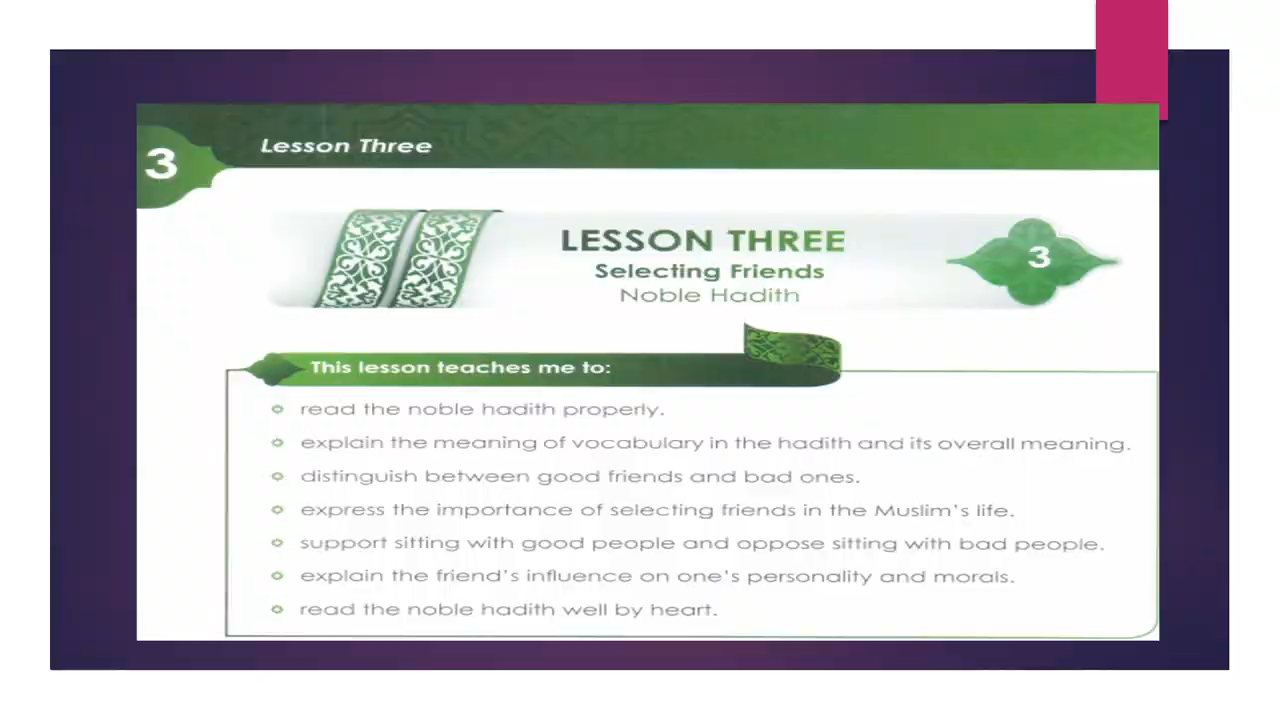 3
Lesson Three
LESSON THREE
Selecting Friends
Noble Hadith
3
This lesson teaches me to:
read the noble hadith properly.
explain the meaning of vocabulary in the hadith and its overall meaning.
distinguish between good friends and bad ones.
express the importance of selecting friends in the Muslim's life.
support sitting with good people and oppose sitting with bad people.
explain the friend's influence on one's personality and morals.
read the noble hadith well by heart.